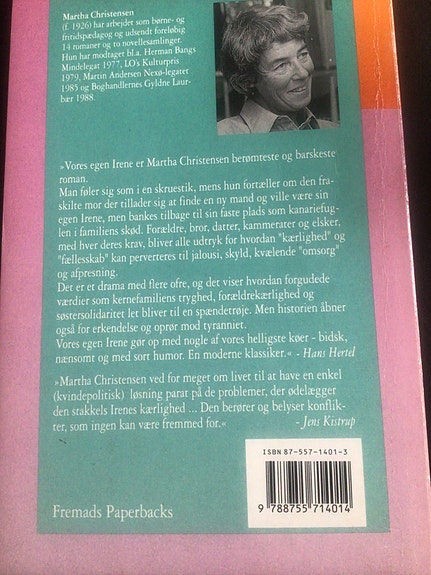 Martha Christensen
(f. 1926) har arbejdet som børne- og
fritidspædagog og udsendt foreløbig
14 romaner og to novellesamlinger.
Hun har modtaget bl.a. Herman Bangs
Mindelegat 1977, LO's Kulturpris
1979, Martin Andersen Nexø-legatet
1985 og Boghandlernes Gyldne Laur-
bær 1988.
»Vores egen Irene er Martha Christensen berømteste og barskeste
roman.
Man føler sig som i en skruestik, mens hun fortæller om den fra-
skilte mor der tillader sig at finde en ny mand og ville være sin
egen Irene, men bankes tilbage til sin faste plads som kanariefug-
len i familiens skød. Forældre, bror, datter, kammerater og elsker,
med hver deres krav, bliver alle udtryk for hvordan "kærlighed" og
"fællesskab" kan perverteres til jalousi, skyld, kvælende "omsorg"
og afpresning.
Det er et drama med flere ofre, og det viser hvordan forgudede
værdier som kernefamiliens tryghed, forældrekærlighed og
søstersolidaritet let bliver til en spændetrøje. Men historien åbner
også for erkendelse og oprør mod tyranniet.
Vores egen Irene gør op med nogle af vores helligste køer - bidsk,
nænsomt og med sort humor. En moderne klassiker.« - Hans Hertel
»Martha Christensen ved for meget om livet til at have en enkel
(kvindepolitisk) løsning parat på de problemer, der ødelægger
den stakkels Irenes kærlighed ... Den berører og belyser konflik-
ter, som ingen kan være fremmed for.«
- Jens Kistrup
ISBN 87-557-1401-3
9 788755 714014
Fremads Paperbacks